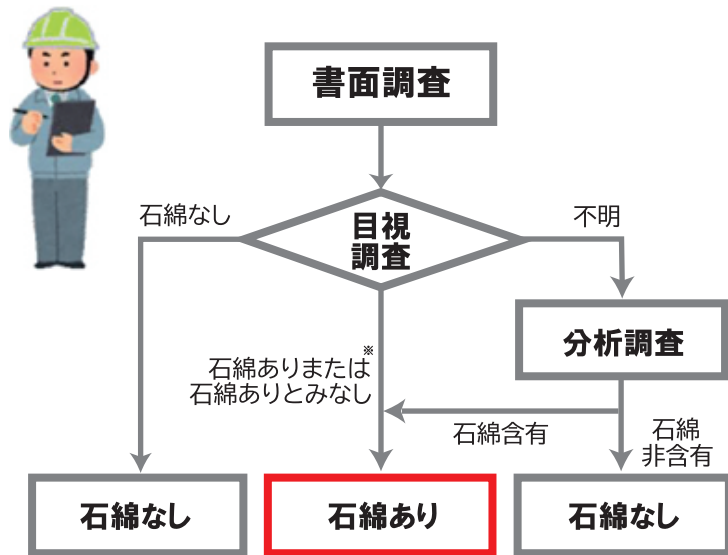 書面調査
石綿なし
目視
調査
不明
分析調査
※
石綿ありまたは
石綿ありとみなし
石綿含有
石綿
非含有
石綿なし
石綿あり
石綿なし